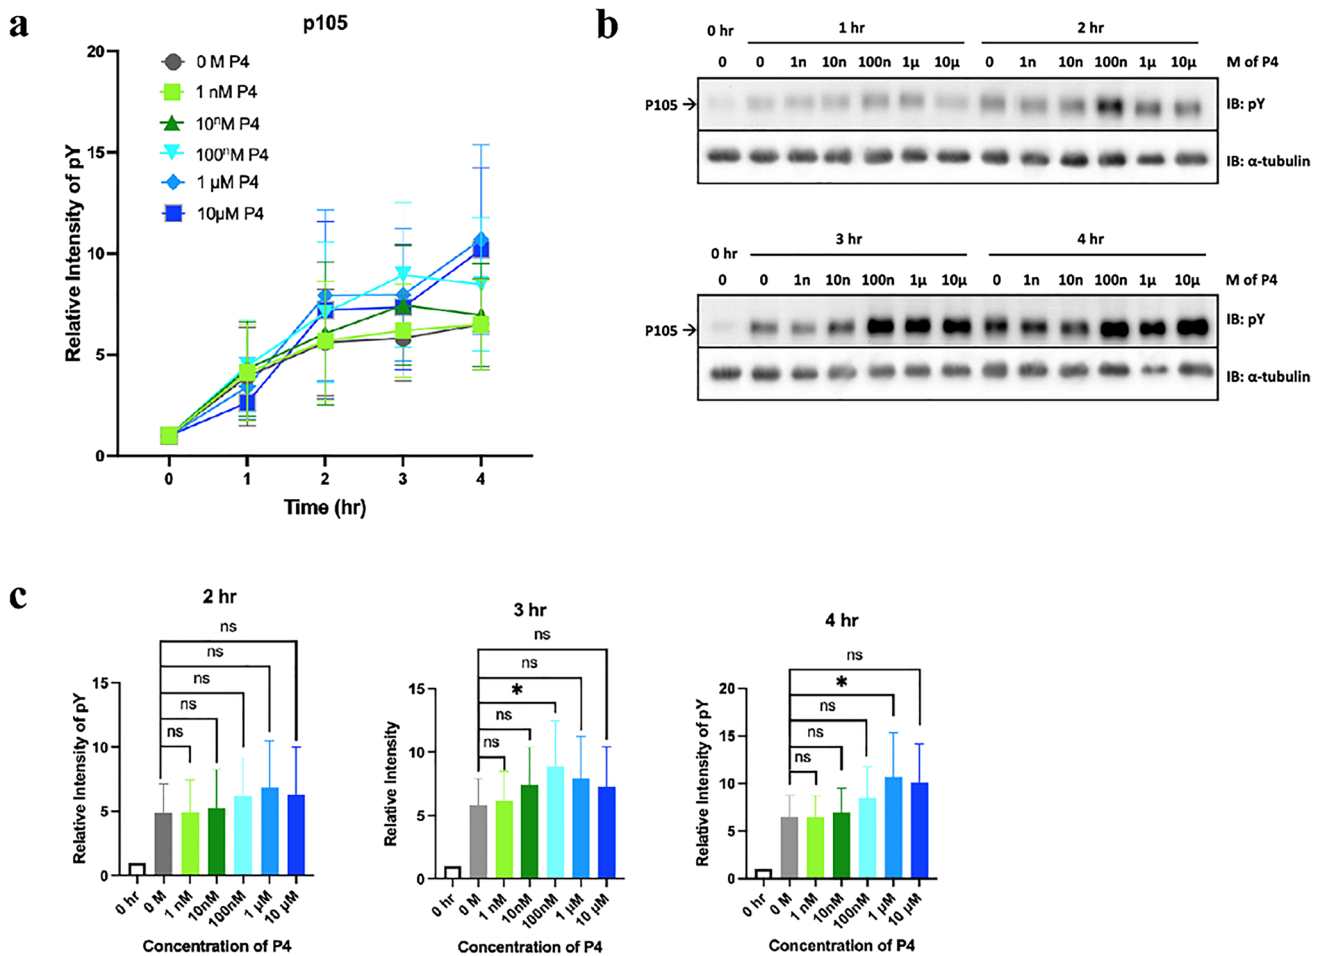 a
p105
20
15
10
5
0
Relative Intensity of pY
0 M P4
1 nM P4
10ⁿM P4
100ⁿM P4
1 µM P4
10µM P4
0 1 2 3 4
Time (hr)
b
0 hr 1 hr 2 hr
0 0 1n 10n 100n 1µ 10µ 0 1n 10n 100n 1µ 10µ M of P4
P105 IB: pY
IB: α-tubulin
0 hr 3 hr 4 hr
0 0 1n 10n 100n 1µ 10µ 0 1n 10n 100n 1µ 10µ M of P4
P105 IB: pY
IB: α-tubulin
c
2 hr
ns
ns
ns
ns
ns
15
10
5
0
Relative Intensity of pY
0 hr 0 M 1 nM 10nM 100nM 1 µM 10 µM
Concentration of P4
3 hr
ns
ns
*
ns
ns
15
10
5
0
Relative Intensity
0 hr 0 M 1 nM 10nM 100nM 1 µM 10 µM
Concentration of P4
4 hr
ns
*
ns
ns
ns
20
15
10
5
0
Relative Intensity of pY
0 hr 0 M 1 nM 10nM 100nM 1 µM 10 µM
Concentration of P4